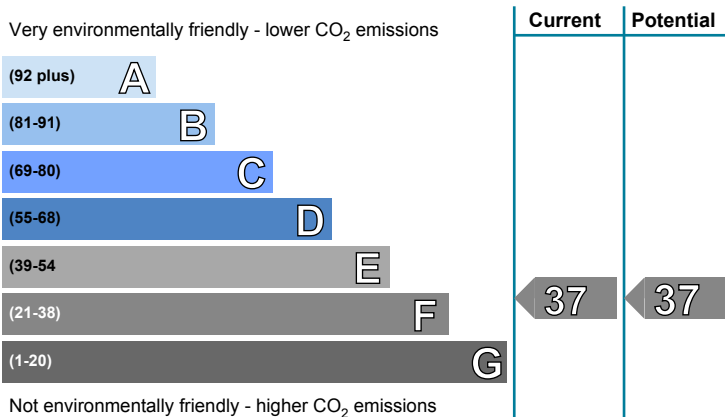 Current Potential
Very environmentally friendly - lower CO₂ emissions
(92 plus) A
(81-91) B
(69-80) C
(55-68) D
(39-54 E
(21-38) F 37 37
(1-20) G
Not environmentally friendly - higher CO₂ emissions